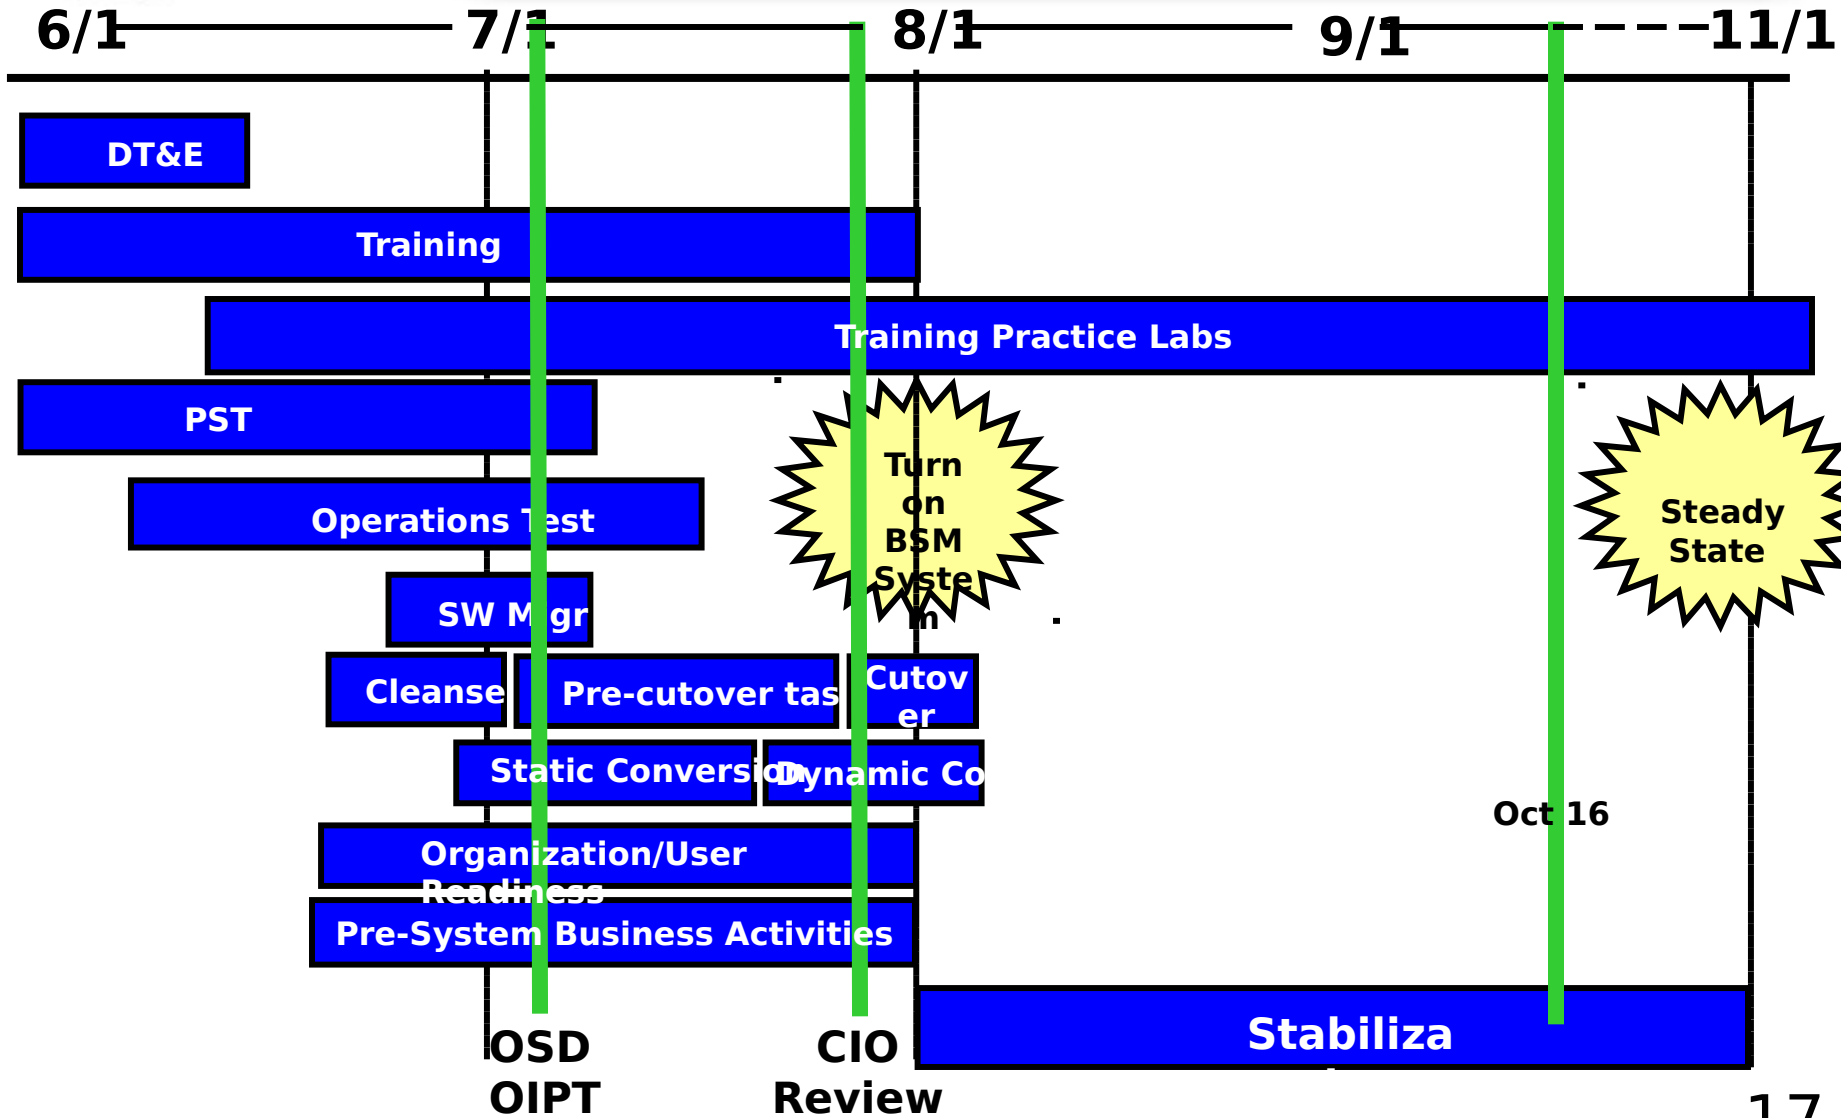 6/1 7/1 8/1 9/1 11/1
DT&E
Training
Training Practice Labs
PST
Turn
on
BSM
Syste
m
Steady
State
Operations Test
SW Mgr
Cleanse
Pre-cutover tas
Cutov
er
Static Conversion
Dynamic Co
Oct 16
Organization/User
Readiness
Pre-System Business Activities
Stabiliza
OSD
OIPT
CIO
Review
17